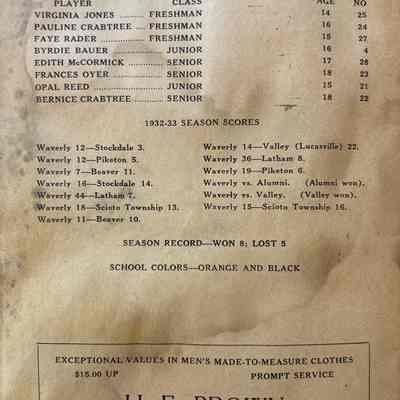 PLAYER CLASS AGE NO
VIRGINIA JONES FRESHMAN 14 25
PAULINE CRABTREE FRESHMAN 16 24
FAYE RADER FRESHMAN 15 27
BYRDIE BAUER JUNIOR 16 4
EDITH McCORMICK SENIOR 17 28
FRANCES OYER SENIOR 18 23
OPAL REED JUNIOR 15 21
BERNICE CRABTREE SENIOR 18 22
1932-33 SEASON SCORES
Waverly 12—Stockdale 3.
Waverly 12—Piketon 5.
Waverly 7—Beaver 11.
Waverly 16—Stockdale 14.
Waverly 44—Latham 7.
Waverly 18—Scioto Township 13.
Waverly 11—Beaver 10.
Waverly 14—Valley (Lucasville) 22.
Waverly 36—Latham 8.
Waverly 19—Piketon 6.
Waverly vs. Alumni. (Alumni won).
Waverly vs. Valley. (Valley won).
Waverly 15—Scioto Township 16.
SEASON RECORD—WON 8; LOST 5
SCHOOL COLORS—ORANGE AND BLACK
EXCEPTIONAL VALUES IN MEN'S MADE-TO-MEASURE CLOTHES
$15.00 UP PROMPT SERVICE